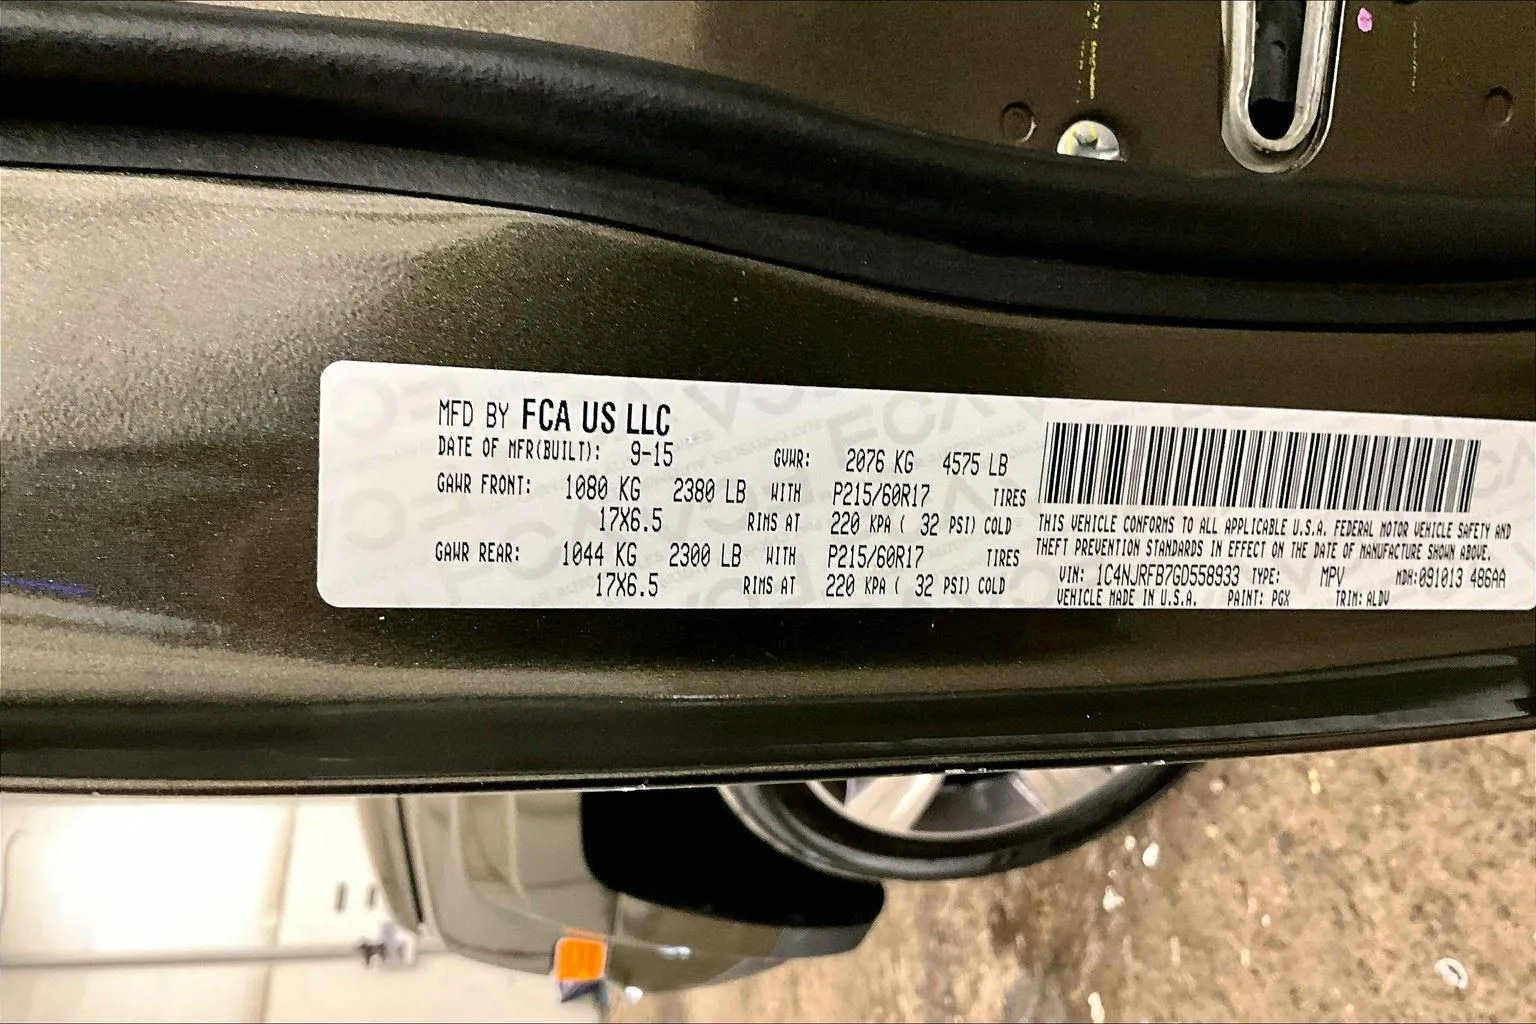 MFD BY FCA US LLC
DATE OF MFR(BUILT): 9-15 GVWR: 2076 KG 4575 LB
GAWR FRONT: 1080 KG 2380 LB WITH P215/60R17 TIRES
17X6.5 RIMS AT 220 KPA ( 32 PSI) COLD
GAWR REAR: 1044 KG 2300 LB WITH P215/60R17 TIRES
17X6.5 RIMS AT 220 KPA ( 32 PSI) COLD
THIS VEHICLE CONFORMS TO ALL APPLICABLE U.S.A. FEDERAL MOTOR VEHICLE SAFETY AND
THEFT PREVENTION STANDARDS IN EFFECT ON THE DATE OF MANUFACTURE SHOWN ABOVE.
VIN: 1C4NJRFB7GD558933 TYPE: MPV MDH:091013 486AA
VEHICLE MADE IN U.S.A. PAINT: PGX TRIM: ALDV